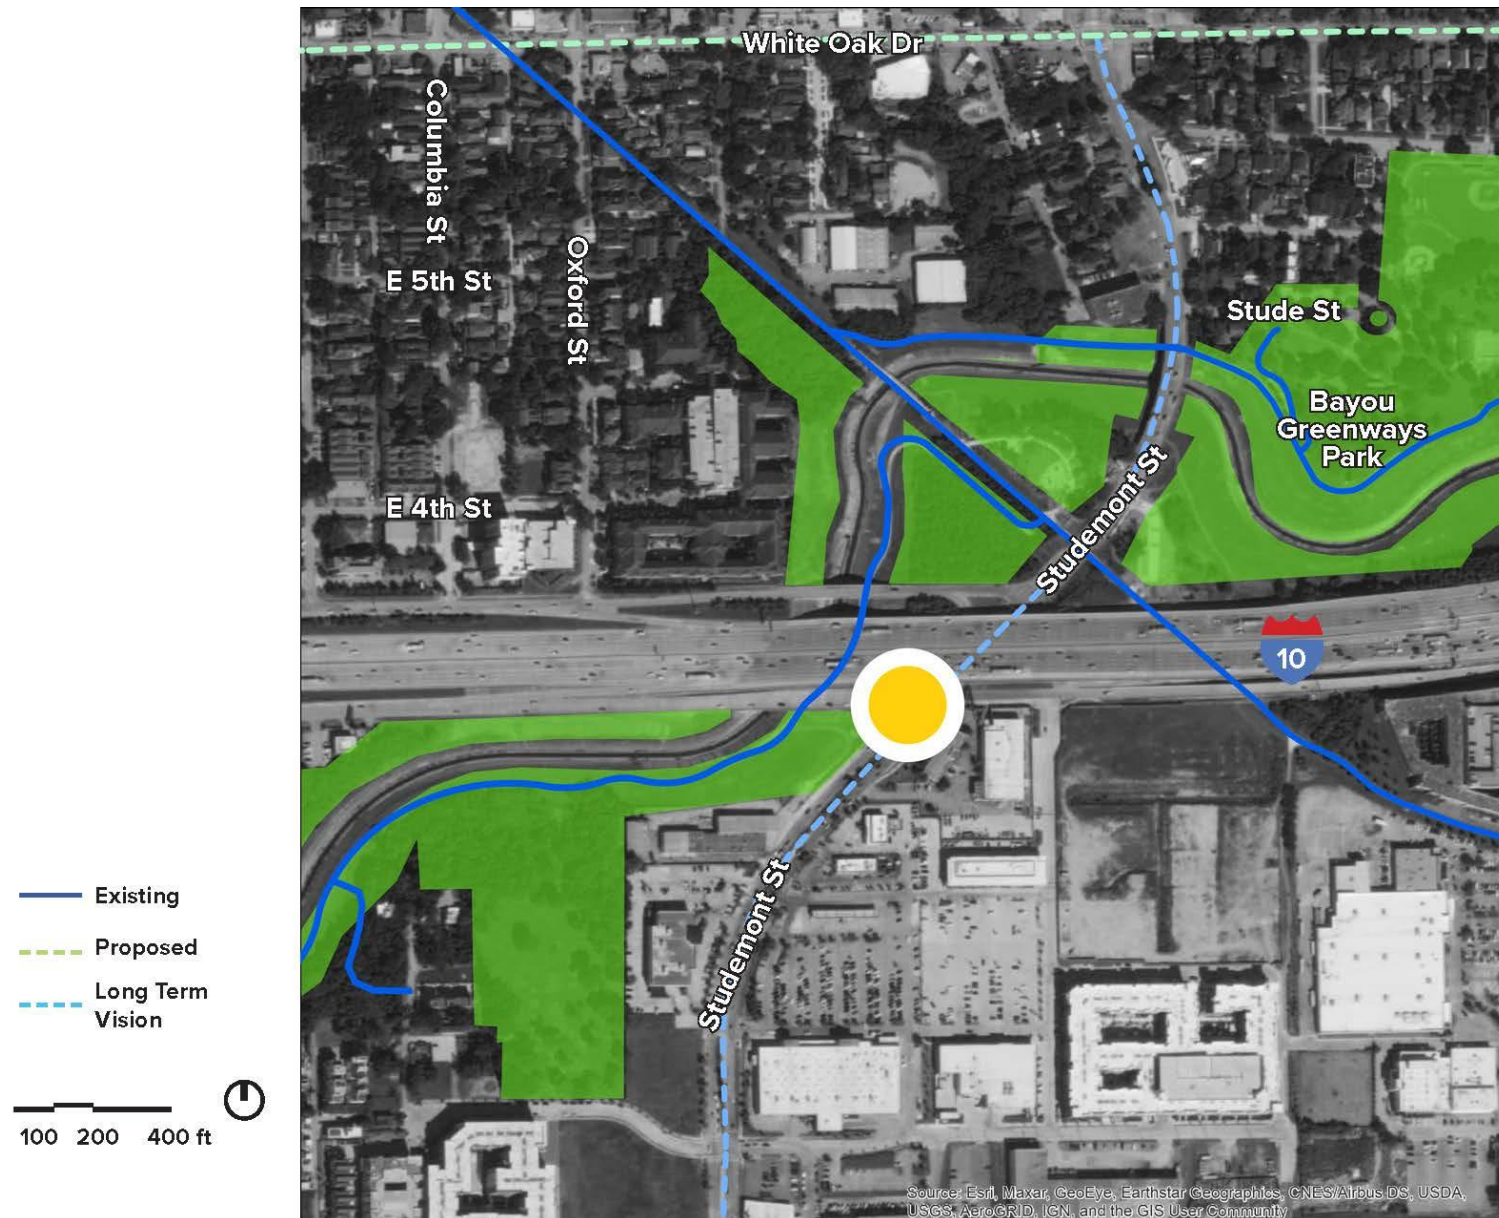 White Oak Dr
Columbia St
E 5th St
Oxford St
Stude St
Bayou
Greenways
Park
E 4th St
Studemont St
10
Studemont St
Existing
Proposed
Long Term
Vision
100 200 400 ft
Source: Esri, Maxar, GeoEye, Earthstar Geographics, CNES/Airbus DS, USDA,
USGS, AeroGRID, IGN, and the GIS User Community